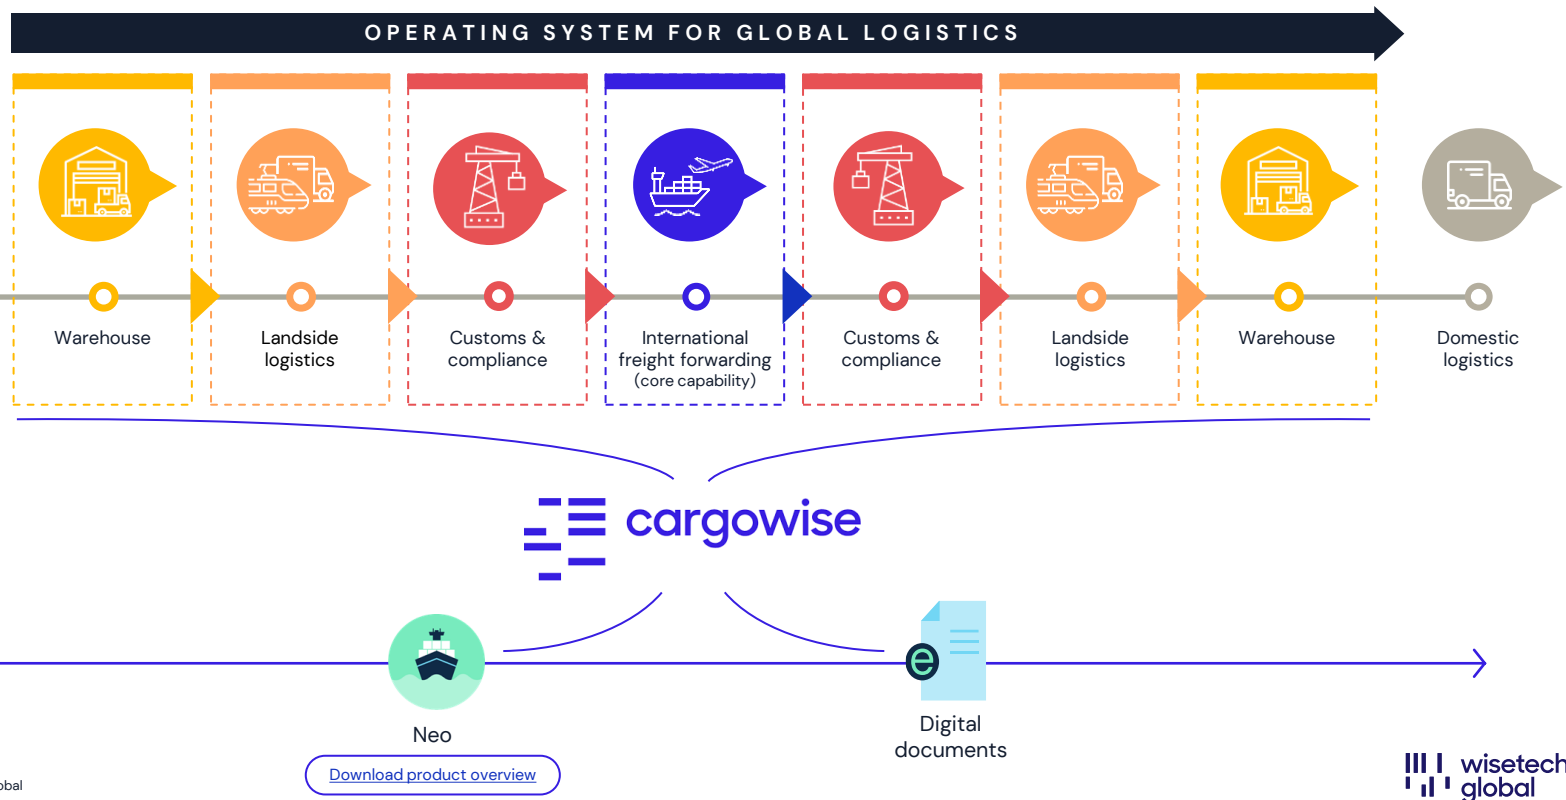 OPERATING SYSTEM FOR GLOBAL LOGISTICS
Warehouse
Landside
logistics
Customs &
compliance
International
freight forwarding
(core capability)
Customs &
compliance
Landside
logistics
Warehouse
Domestic
logistics
cargowise
e
Neo
Download product overview
Digital
documents
obal
wisetech
global